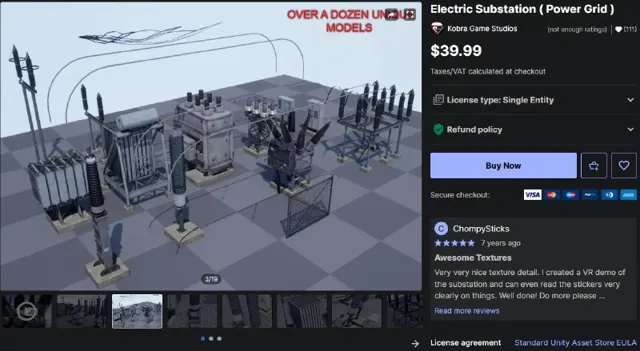 OVER A DOZEN UNIQUE
MODELS
2/19
Electric Substation ( Power Grid )
Kobra Game Studios
(not enough ratings)
(111)
$39.99
Taxes/VAT calculated at checkout
License type: Single Entity
Refund policy
Buy Now
Secure checkout:
VISA
C
ChompySticks
7 years ago
Awesome Textures
Very very nice texture detail. I created a VR demo of
the substation and can even read the stickers
very clearly on things. Well done! Do more please ...
Read more reviews
License agreement
Standard Unity Asset Store EULA